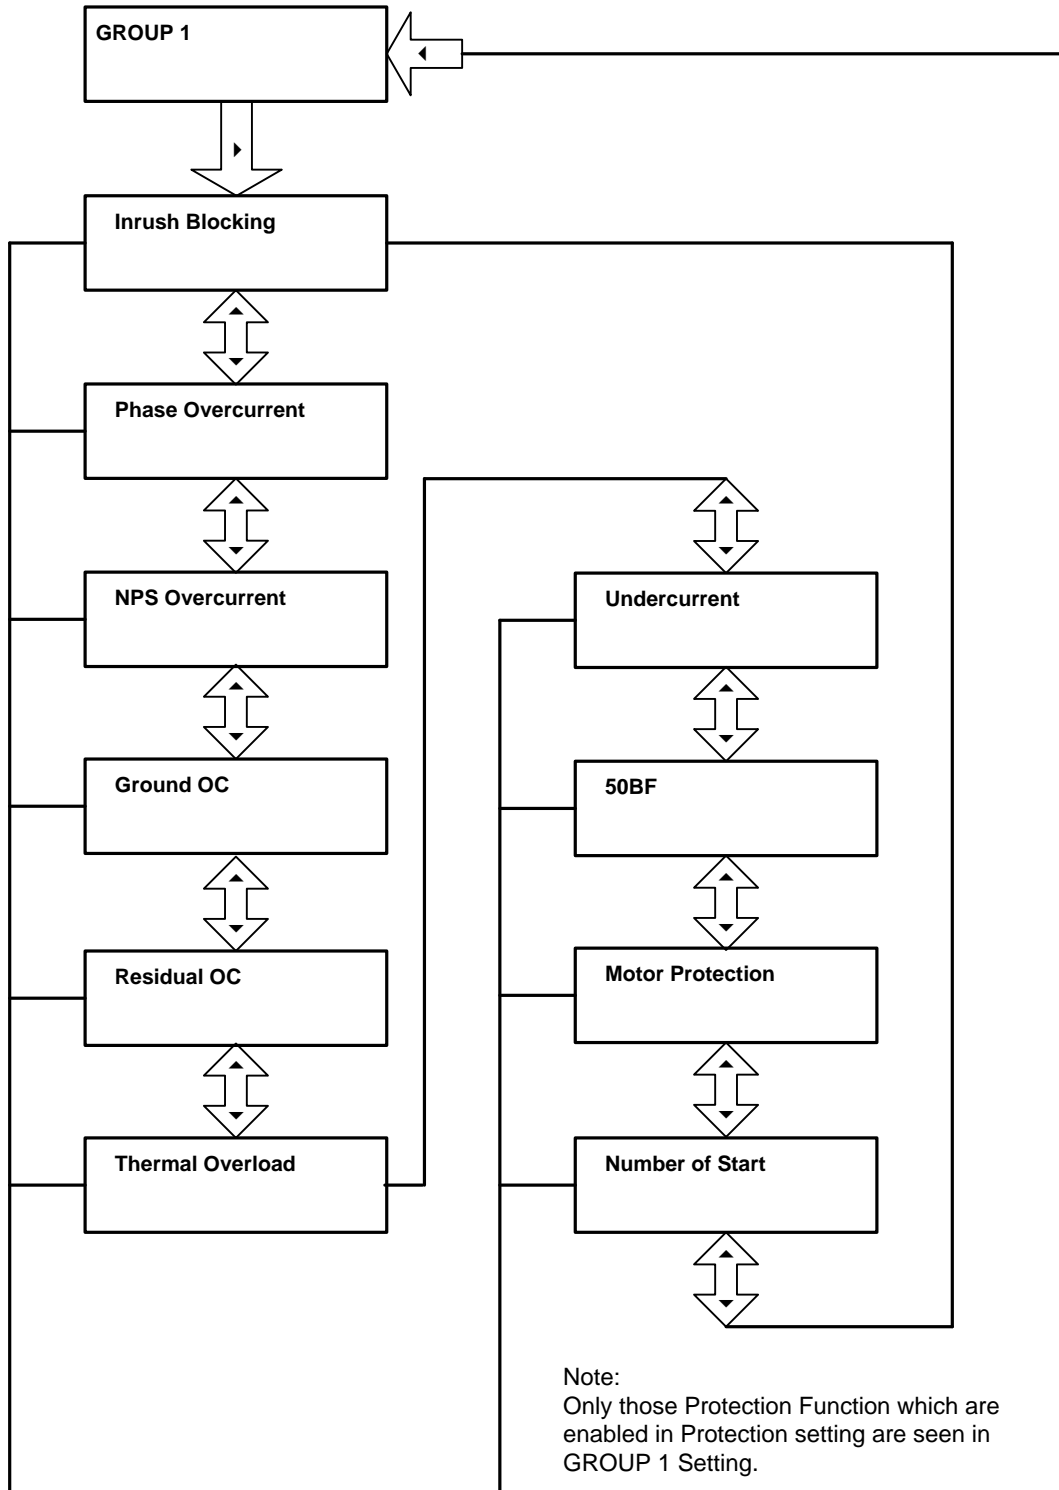 GROUP 1
Inrush Blocking
Phase Overcurrent
NPS Overcurrent
Ground OC
Residual OC
Thermal Overload
Undercurrent
50BF
Motor Protection
Number of Start
Note:
Only those Protection Function which are
enabled in Protection setting are seen in
GROUP 1 Setting.